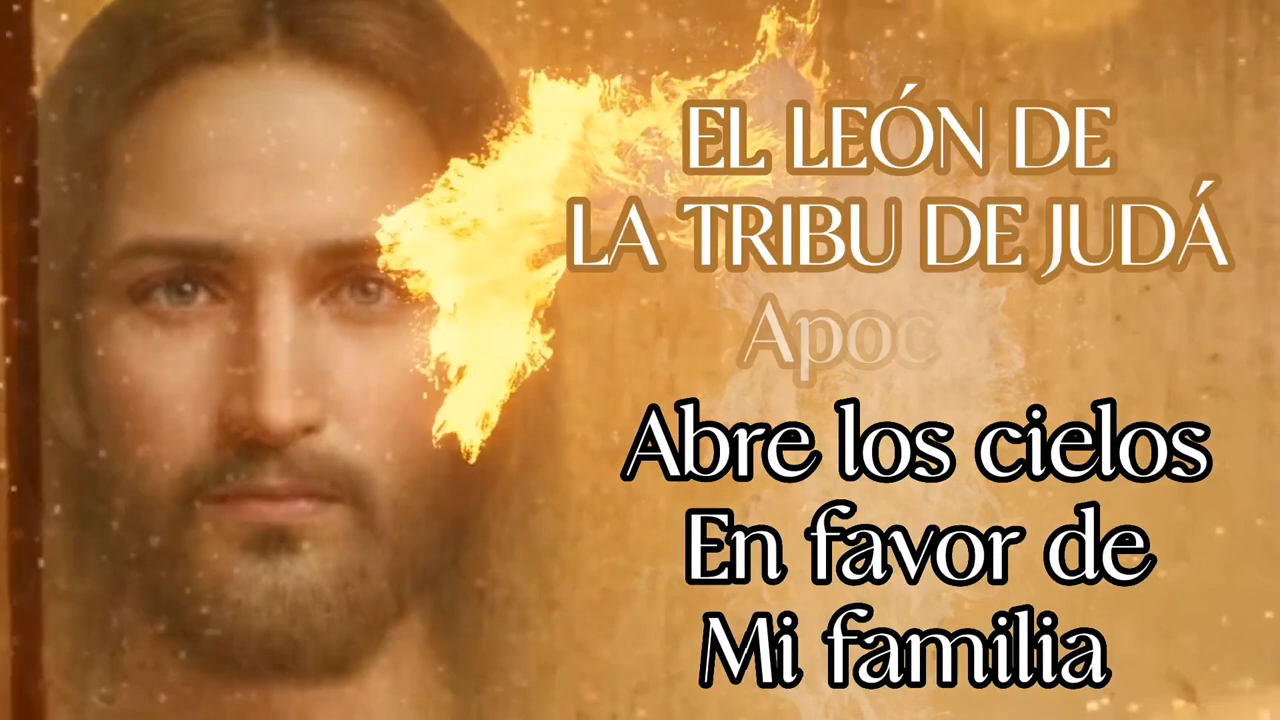 EL LEÓN DE
LA TRIBU DE JUDÁ
Apoc
Abre los cielos
En favor de
Mi familia